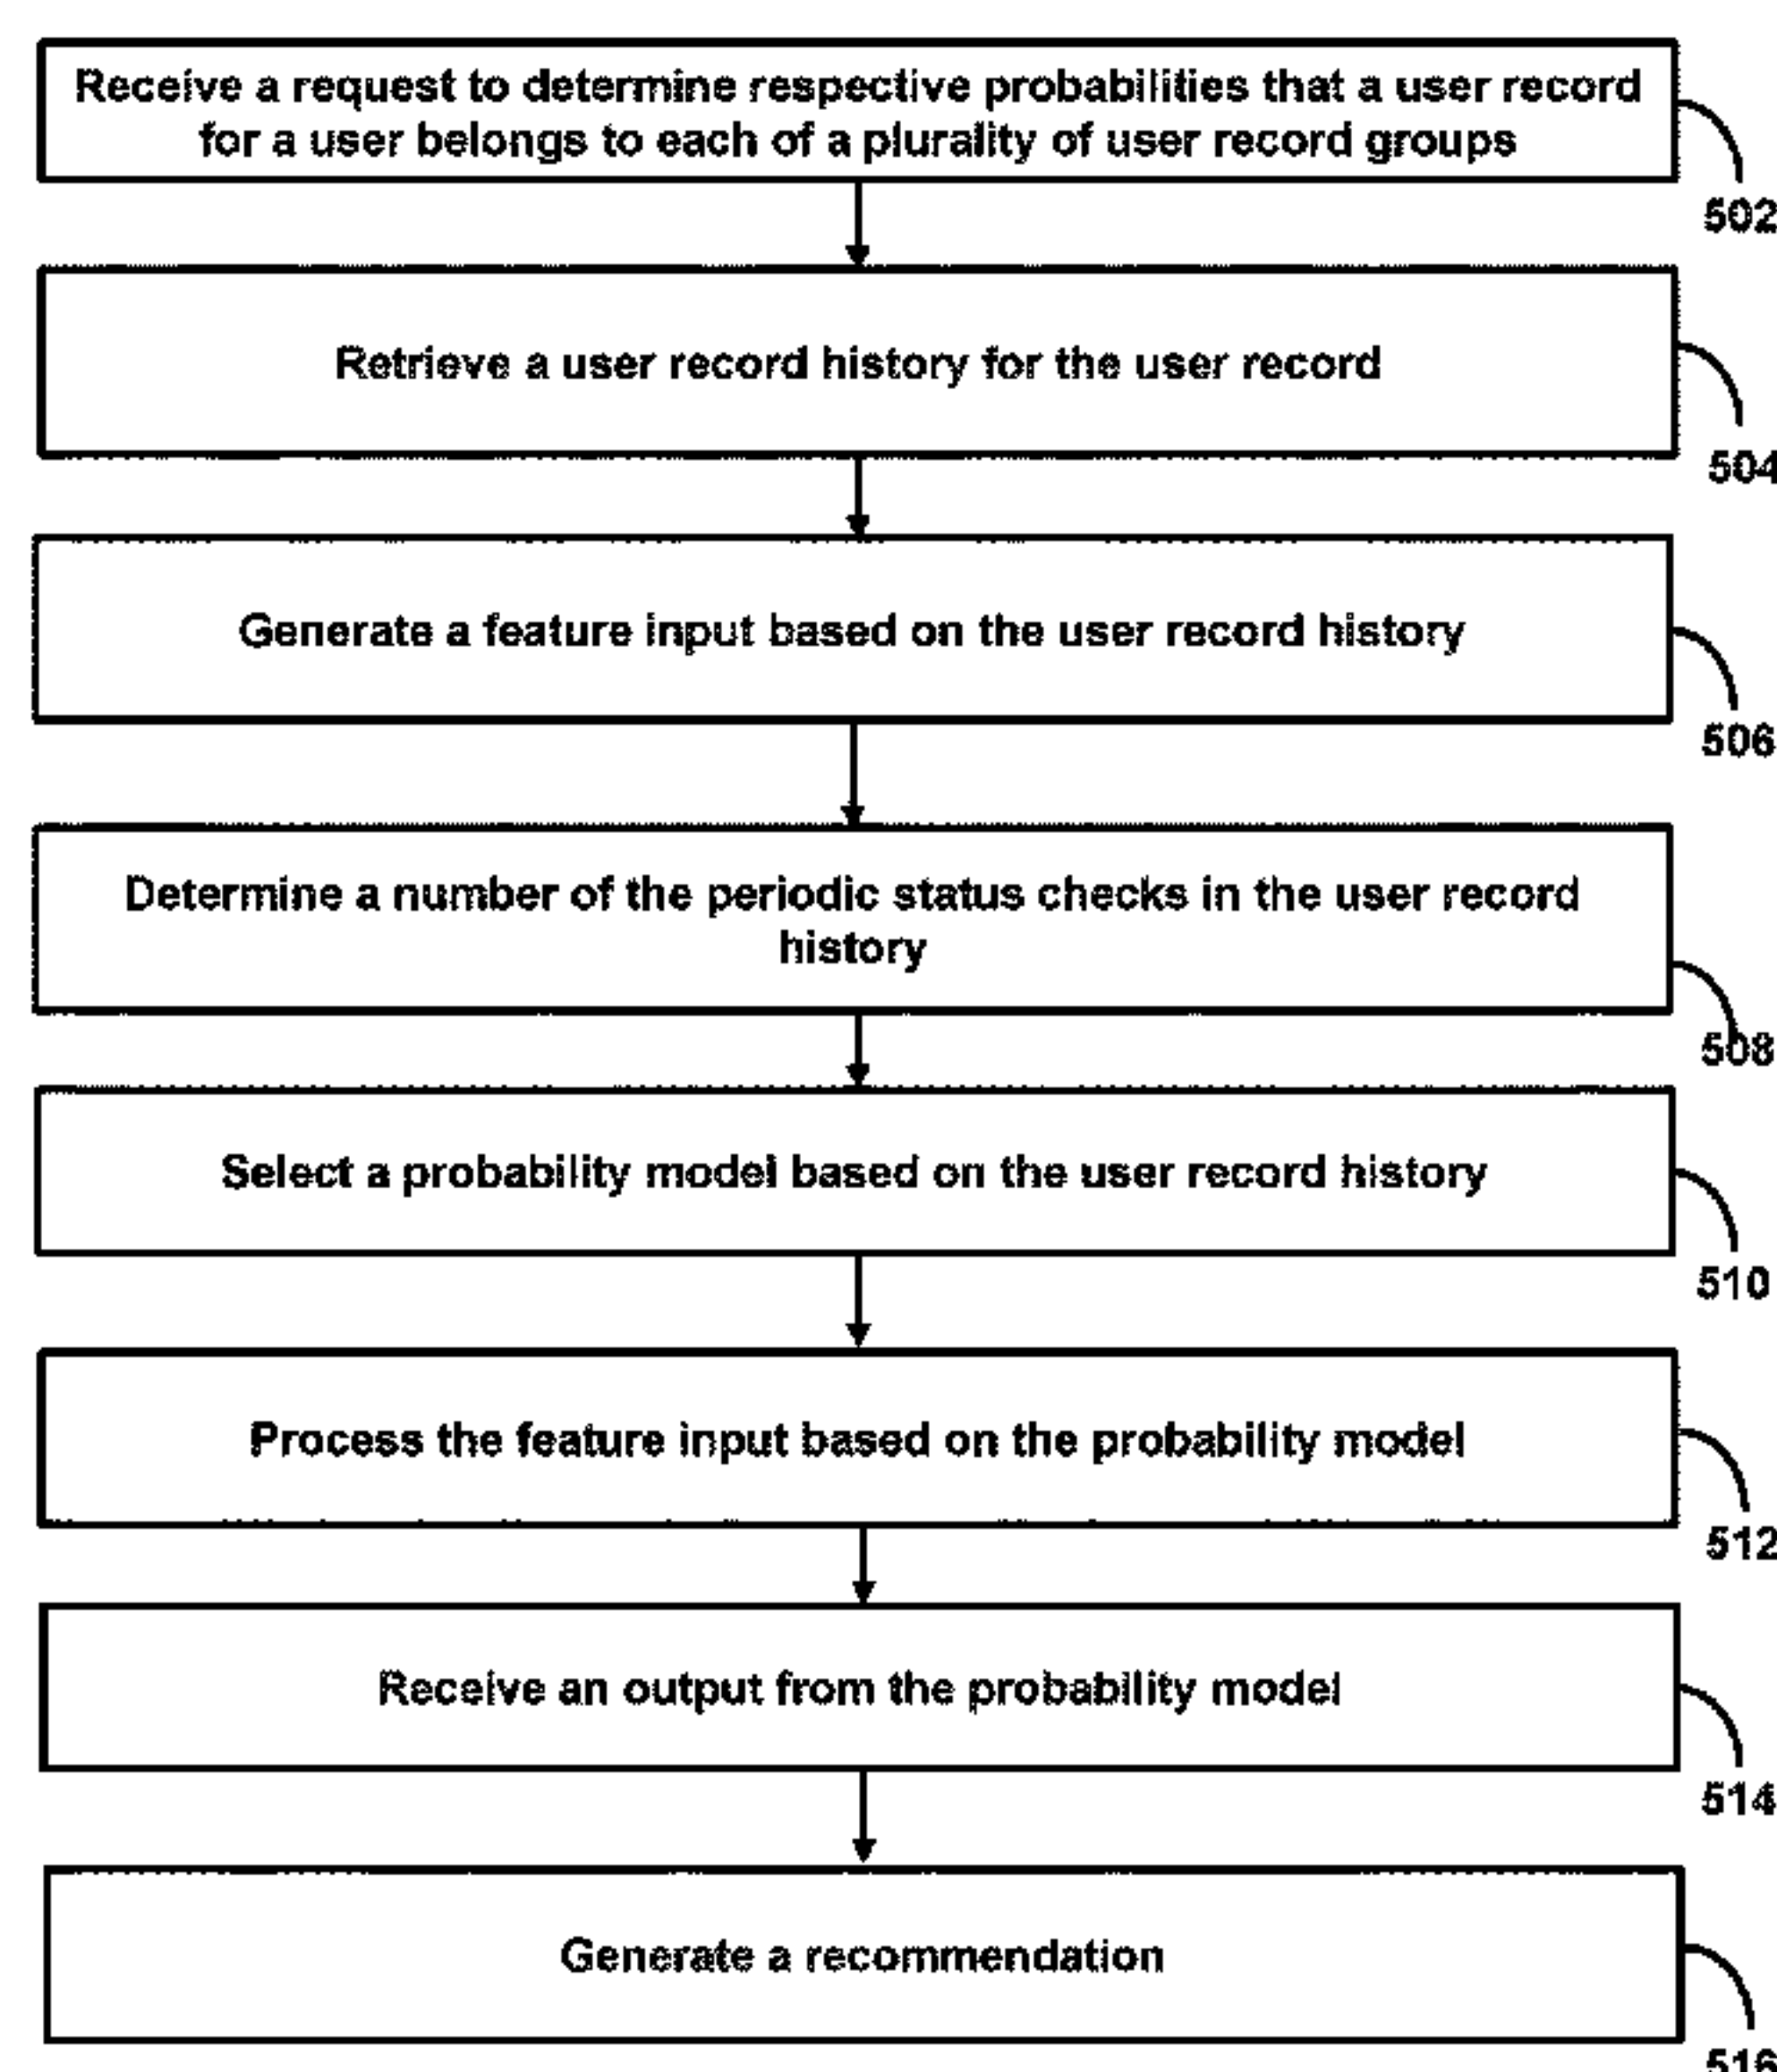 Receive a request to determine respective probabilities that a user record
for a user belongs to each of a plurality of user record groups
502
Retrieve a user record history for the user record
504
Generate a feature input based on the user record history
506
Determine a number of the periodic status checks in the user record
history
508
Select a probability model based on the user record history
510
Process the feature input based on the probability model
512
Receive an output from the probability model
514
Generate a recommendation
516